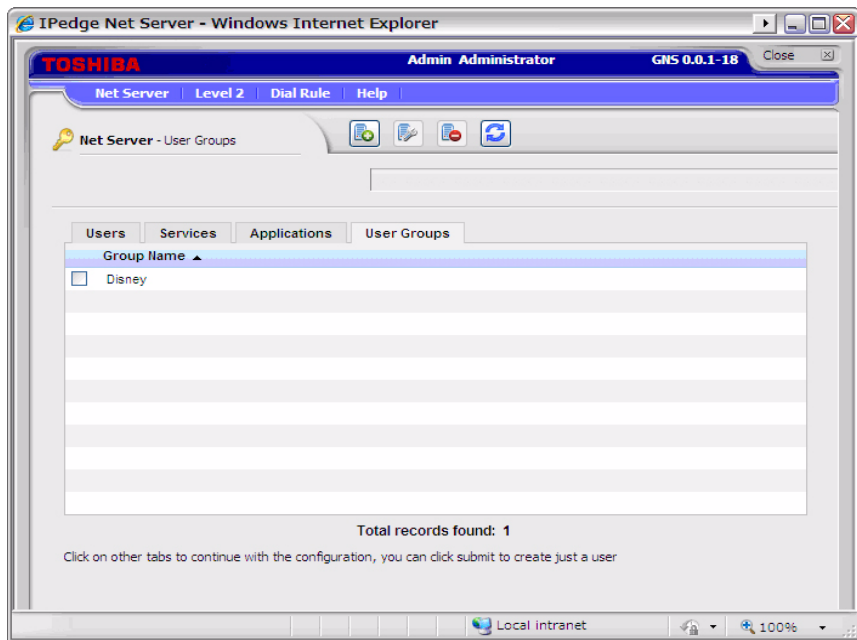 IPedge Net Server - Windows Internet Explorer
TOSHIBA Admin Administrator GNS 0.0.1-18 Close
Net Server Level 2 Dial Rule Help
Net Server - User Groups
Users Services Applications User Groups
Group Name
Disney
Total records found: 1
Click on other tabs to continue with the configuration, you can click submit to create just a user
Local intranet 100%